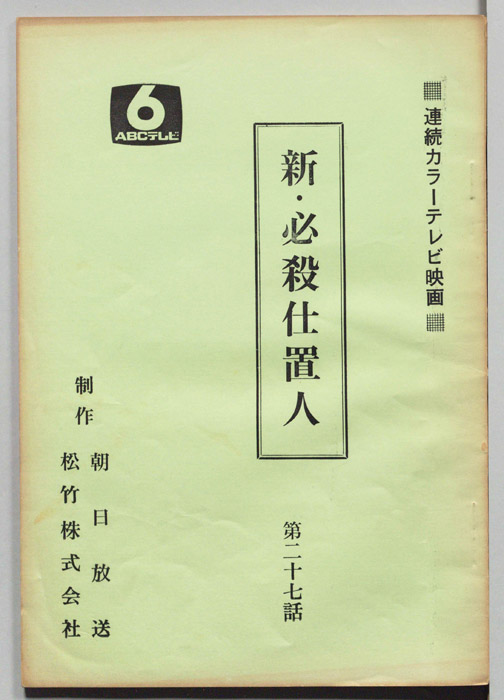 連続カラーテレビ映画
新・必殺仕置人
第二十七話
6
ABCテレビ
制作
朝日放送
松竹株式会社